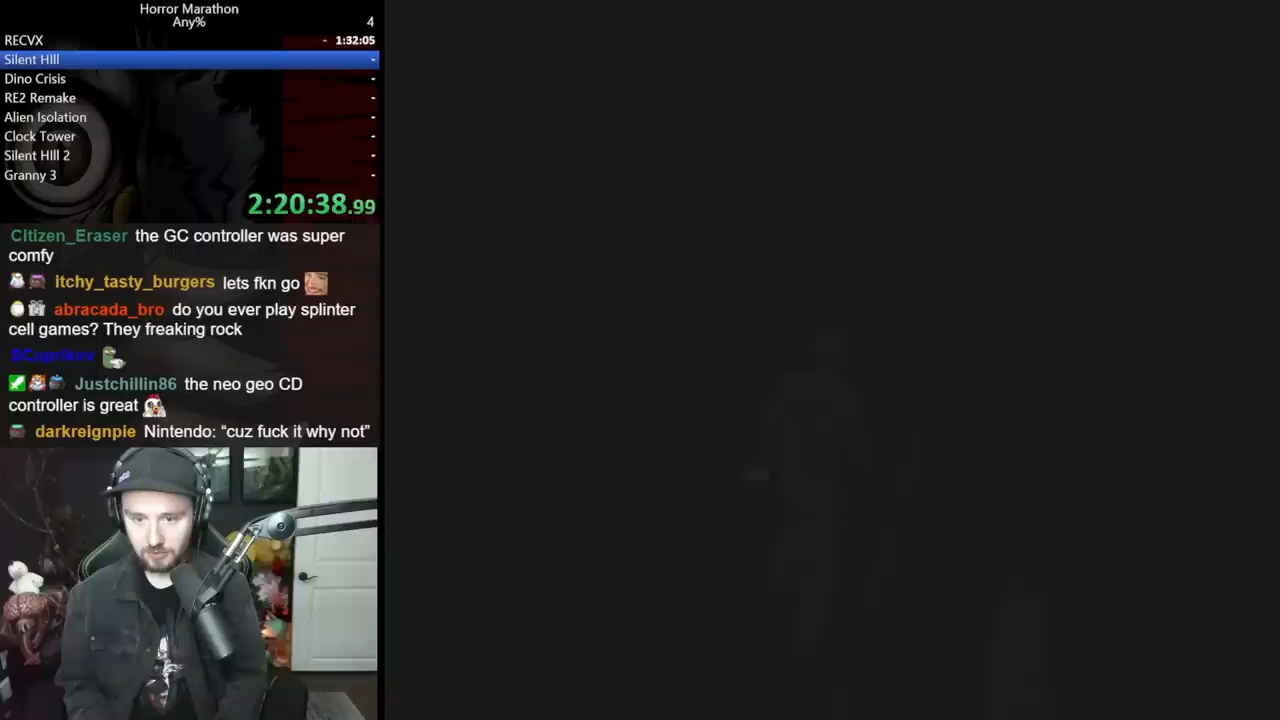 Horror Marathon
Any%
4
RECVX - 1:32:05
Silent HIll -
Dino Crisis -
RE2 Remake -
Alien Isolation -
Clock Tower -
Silent HIll 2 -
Granny 3 -
2:20:38.99
Citizen_Eraser the GC controller was super
comfy
itchy_tasty_burgers lets fkn go
abracada_bro do you ever play splinter
cell games? They freaking rock
SCuprikov
Justchillin86 the neo geo CD
controller is great
darkreignpie Nintendo: “cuz fuck it why not”